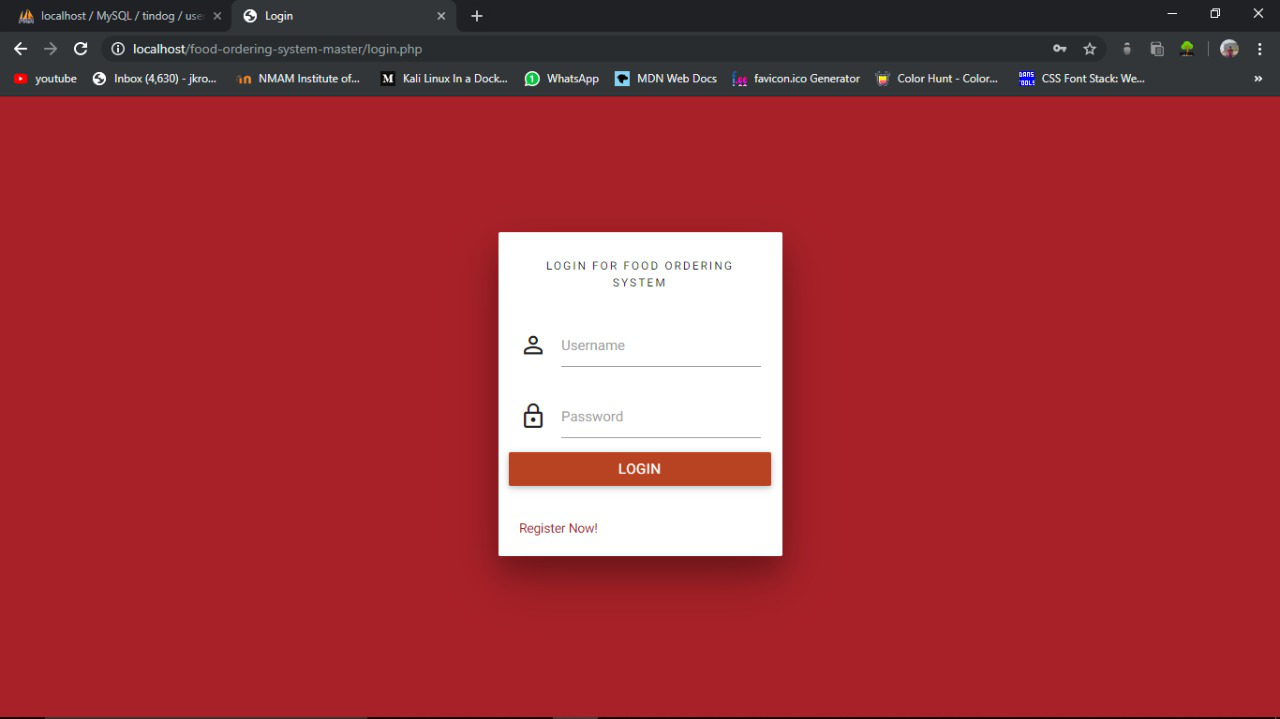 localhost / MySQL / tindog / use
Login
localhost/food-ordering-system-master/login.php
youtube
Inbox (4,630) - jkro...
NMAM Institute of...
Kali Linux In a Dock...
WhatsApp
MDN Web Docs
favicon.ico Generator
Color Hunt - Color...
CSS Font Stack: We...
LOGIN FOR FOOD ORDERING
SYSTEM
Username
Password
LOGIN
Register Now!